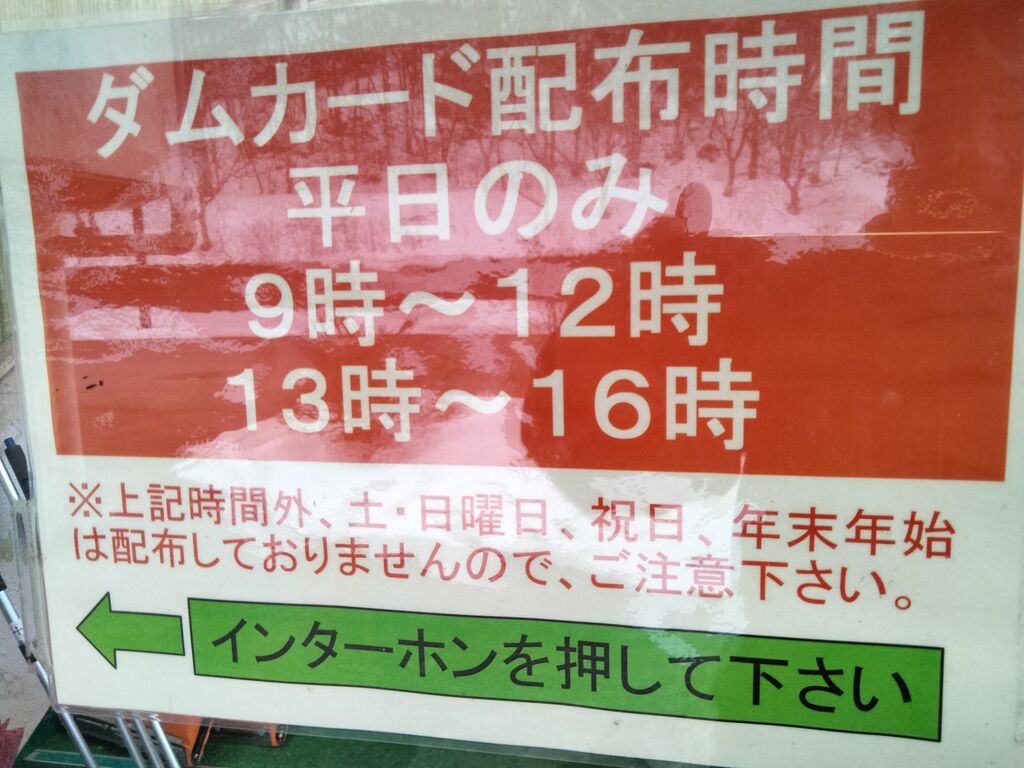 ダムカード配布時間
平日のみ
9時～12時
13時～16時
※上記時間外、土・日曜日、祝日、年末年始
は配布しておりませんので、ご注意下さい。
インターホンを押して下さい